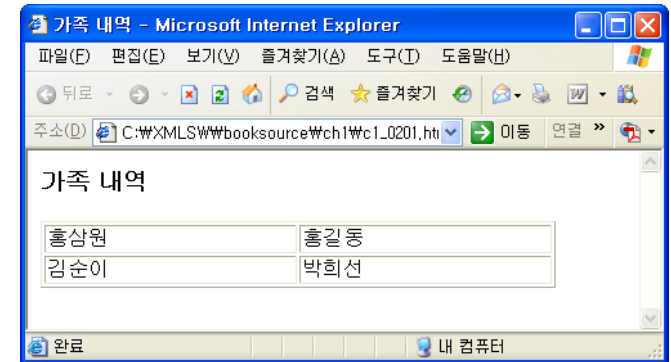 가족 내역 - Microsoft Internet Explorer
파일(F) 편집(E) 보기(V) 즐겨찾기(A) 도구(T) 도움말(H)
뒤로 검색 즐겨찾기
주소(D) C:₩XMLSW₩booksource₩ch1₩c1_0201.ht 이동 연결 »
가족 내역
홍삼원 홍길동
김순이 박희선
완료 내 컴퓨터